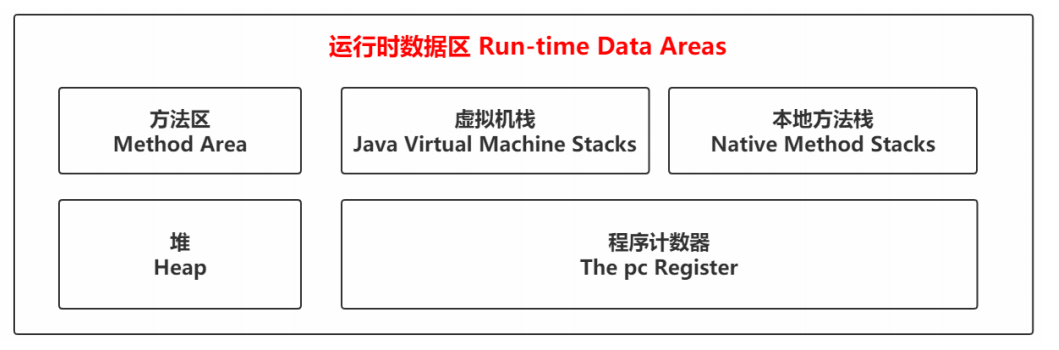 运行时数据区 Run-time Data Areas
方法区
Method Area
虚拟机栈
Java Virtual Machine Stacks
本地方法栈
Native Method Stacks
堆
Heap
程序计数器
The pc Register